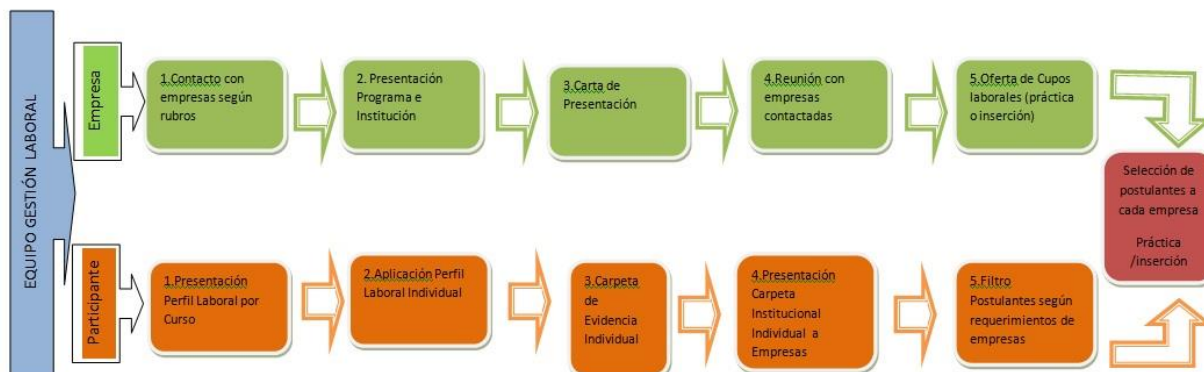 EQUIPO GESTIÓN LABORAL
Empresa
1.Contacto con
empresas según
rubros
2. Presentación
Programa e
Institución
3.Carta de
Presentación
4.Reunión con
empresas
contactadas
5.Oferta de Cupos
laborales (práctica
o inserción)
Selección de
postulantes a
cada empresa
Práctica
/inserción
Participante
1.Presentación
Perfil Laboral por
Curso
2.Aplicación Perfil
Laboral Individual
3.Carpeta
de
Evidencia
Individual
4.Presentación
Carpeta
Institucional
Individual a
Empresas
5.Filtro
Postulantes según
requerimientos de
empresas